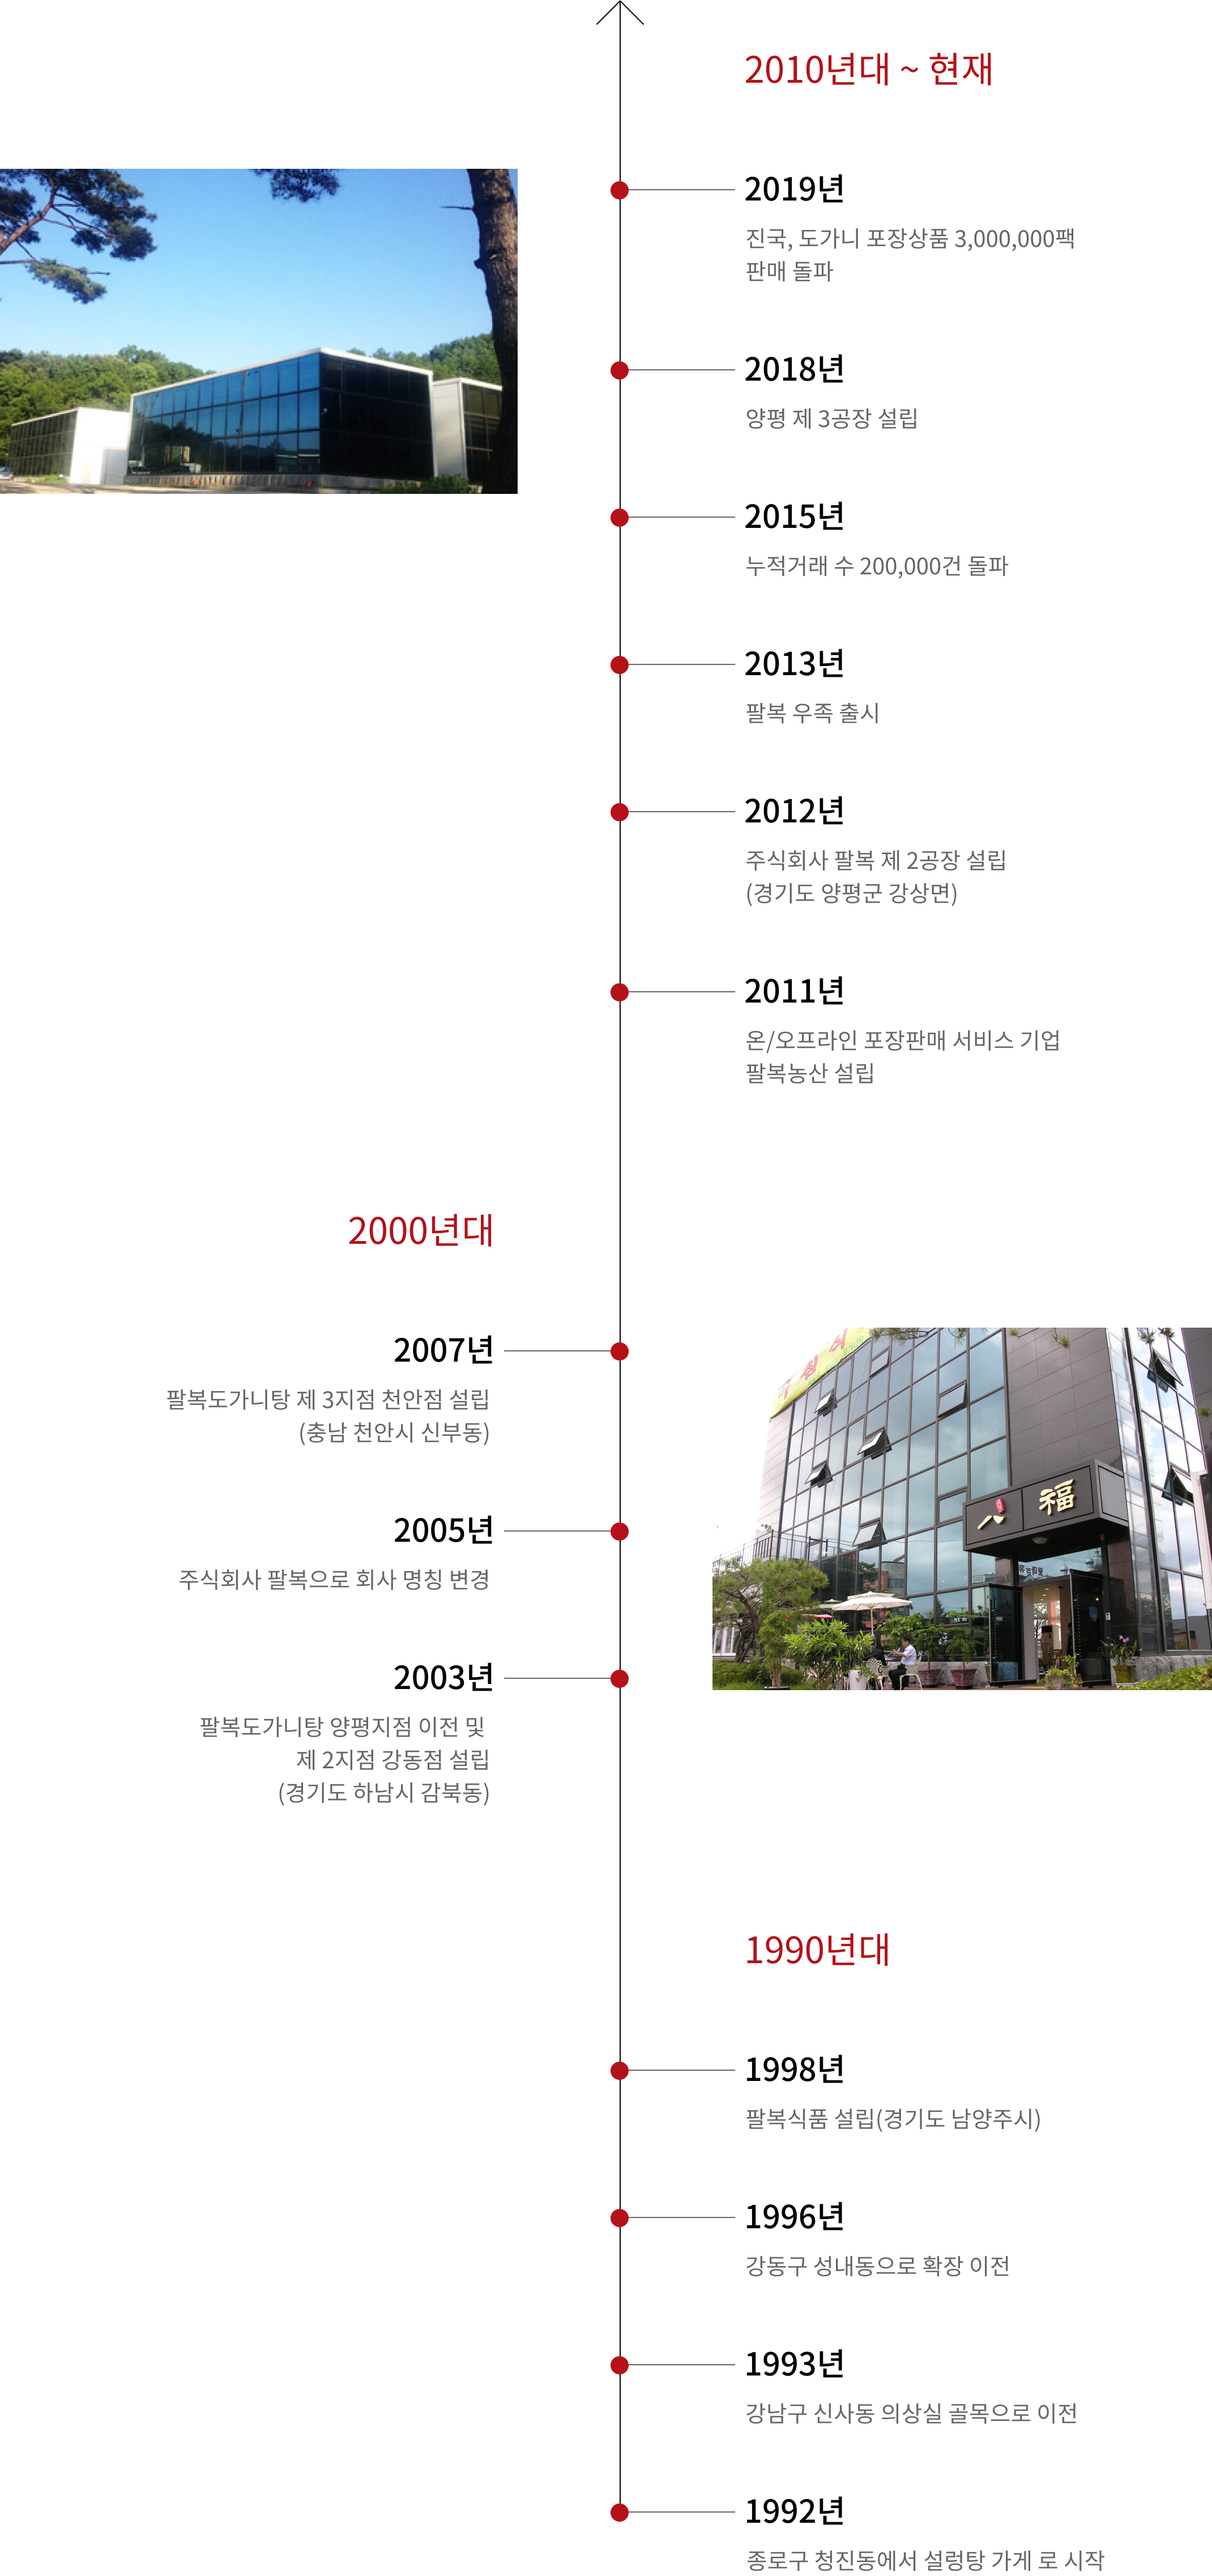 2010년대 ~ 현재
2019년
진국, 도가니 포장상품 3,000,000팩
판매 돌파
2018년
양평 제 3공장 설립
2015년
누적거래 수 200,000건 돌파
2013년
팔복 우족 출시
2012년
주식회사 팔복 제 2공장 설립
(경기도 양평군 강상면)
2011년
온/오프라인 포장판매 서비스 기업
팔복농산 설립
2000년대
2007년
팔복도가니탕 제 3지점 천안점 설립
(충남 천안시 신부동)
八福
2005년
주식회사 팔복으로 회사 명칭 변경
2003년
팔복도가니탕 양평지점 이전 및
제 2지점 강동점 설립
(경기도 하남시 감북동)
1990년대
1998년
팔복식품 설립(경기도 남양주시)
1996년
강동구 성내동으로 확장 이전
1993년
강남구 신사동 의상실 골목으로 이전
1992년
종로구 청진동에서 설렁탕 가게 로 시작